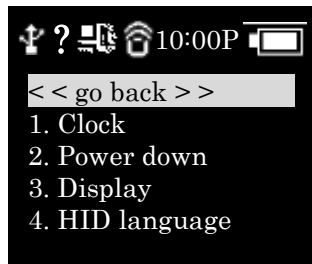 ? 10:00P
< < go back > >
1. Clock
2. Power down
3. Display
4. HID language